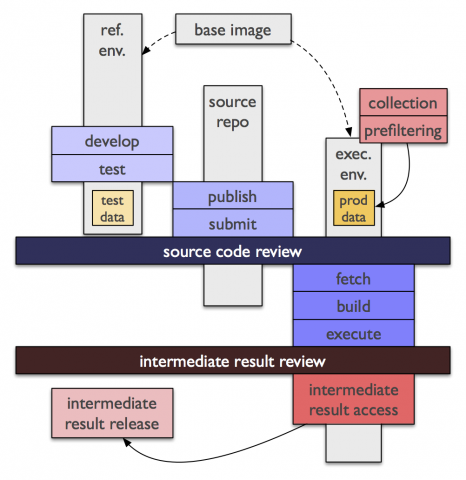 ref.
env.
base image
source
repo
collection
prefiltering
develop
test
exec.
env.
test
data
publish
submit
prod
data
source code review
fetch
build
execute
intermediate result review
intermediate
result access
intermediate
result release